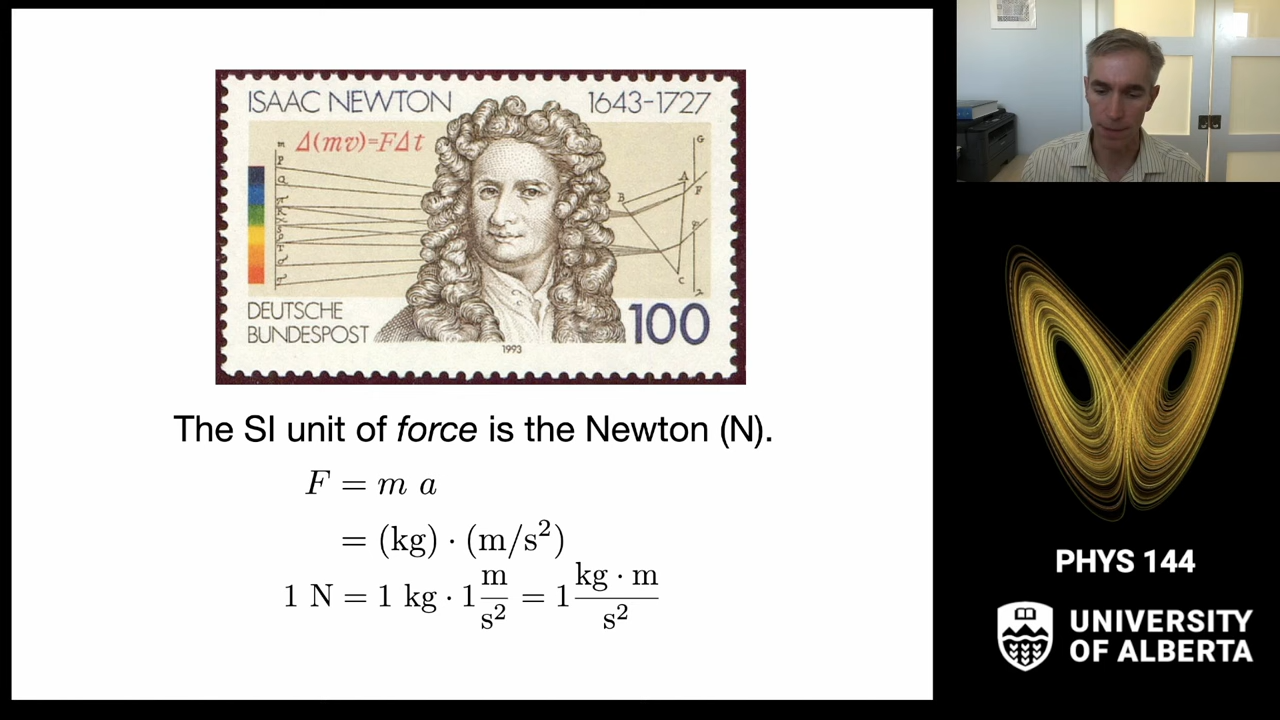 ISAAC NEWTON 1643-1727
Δ(mv)=FΔt
DEUTSCHE
BUNDESPOST
100
1993
The SI unit of force is the Newton (N).
F = m a
= (kg) · (m/s²)
1 N = 1 kg · 1 m/s² = 1 kg · m/s²
PHYS 144
UNIVERSITY
OF ALBERTA